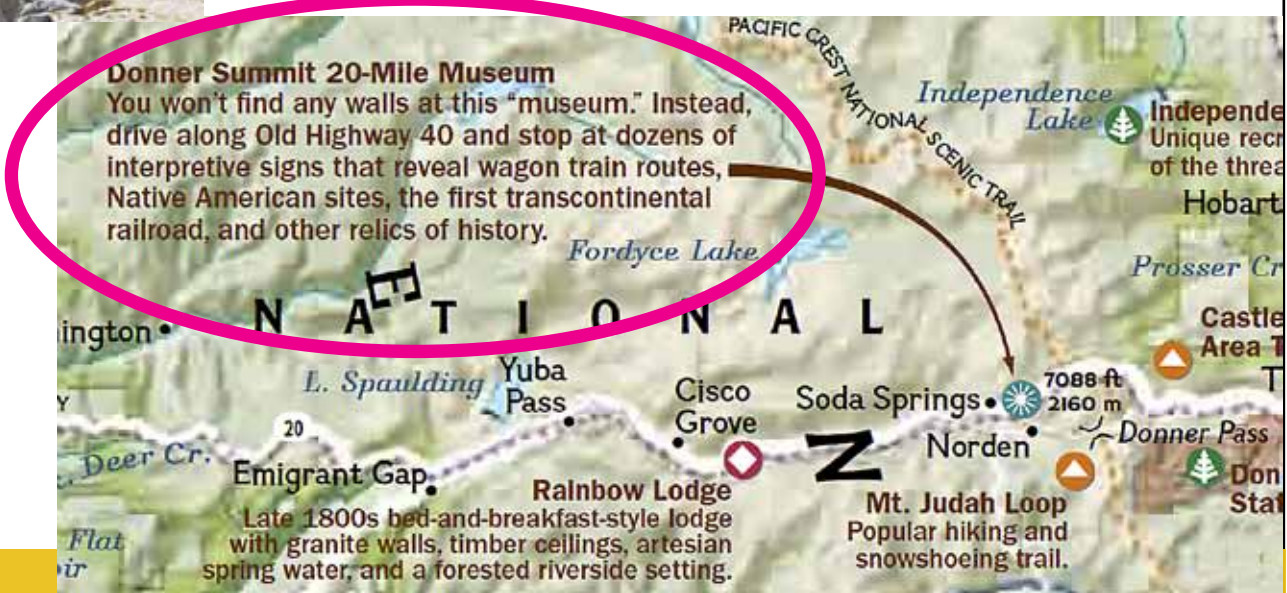 PACIFIC CREST NATIONAL SCENIC TRAIL
Donner Summit 20-Mile Museum
You won't find any walls at this "museum." Instead,
drive along Old Highway 40 and stop at dozens of
interpretive signs that reveal wagon train routes,
Native American sites, the first transcontinental
railroad, and other relics of history.
Independence
Lake
Independe
Unique recr
of the threa
Hobart
Fordyce Lake
Prosser Cr
E
N A T I O N A L
ington
Castle
Area T
L. Spaulding
Yuba
Pass
Cisco
Grove
Soda Springs
7088 ft
2160 m
T
Y
20
N
Norden
Donner Pass
Deer Cr.
Emigrant Gap
Rainbow Lodge
Late 1800s bed-and-breakfast-style lodge
with granite walls, timber ceilings, artesian
spring water, and a forested riverside setting.
Mt. Judah Loop
Popular hiking and
snowshoeing trail.
Don
Stat
Flat
oir